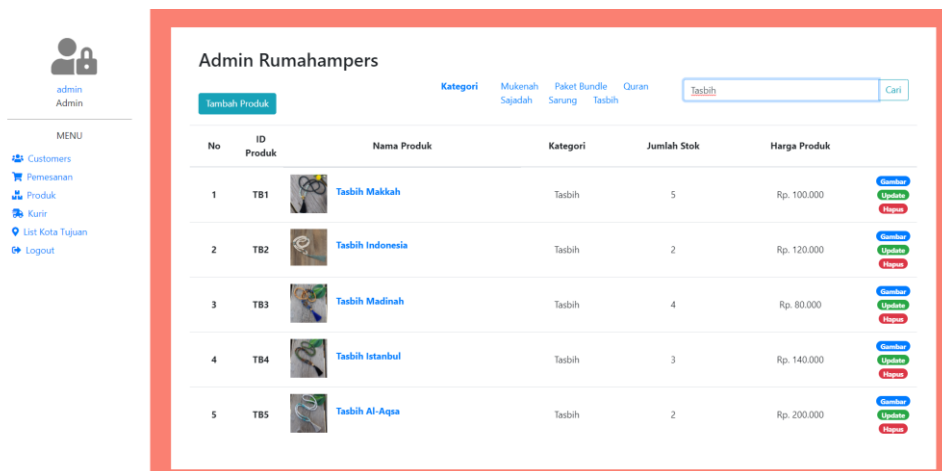 admin
Admin
MENU
Customers
Pemesanan
Produk
Kurir
List Kota Tujuan
Logout
Admin Rumahampers
Tambah Produk
Kategori Mukenah Paket Bundle Quran
Sajadah Sarung Tasbih
Tasbih Cari
No ID Produk Nama Produk Kategori Jumlah Stok Harga Produk
1 TB1 Tasbih Makkah Tasbih 5 Rp. 100.000
Gambar
Update
Hapus
2 TB2 Tasbih Indonesia Tasbih 2 Rp. 120.000
Gambar
Update
Hapus
3 TB3 Tasbih Madinah Tasbih 4 Rp. 80.000
Gambar
Update
Hapus
4 TB4 Tasbih Istanbul Tasbih 3 Rp. 140.000
Gambar
Update
Hapus
5 TB5 Tasbih Al-Aqsa Tasbih 2 Rp. 200.000
Gambar
Update
Hapus